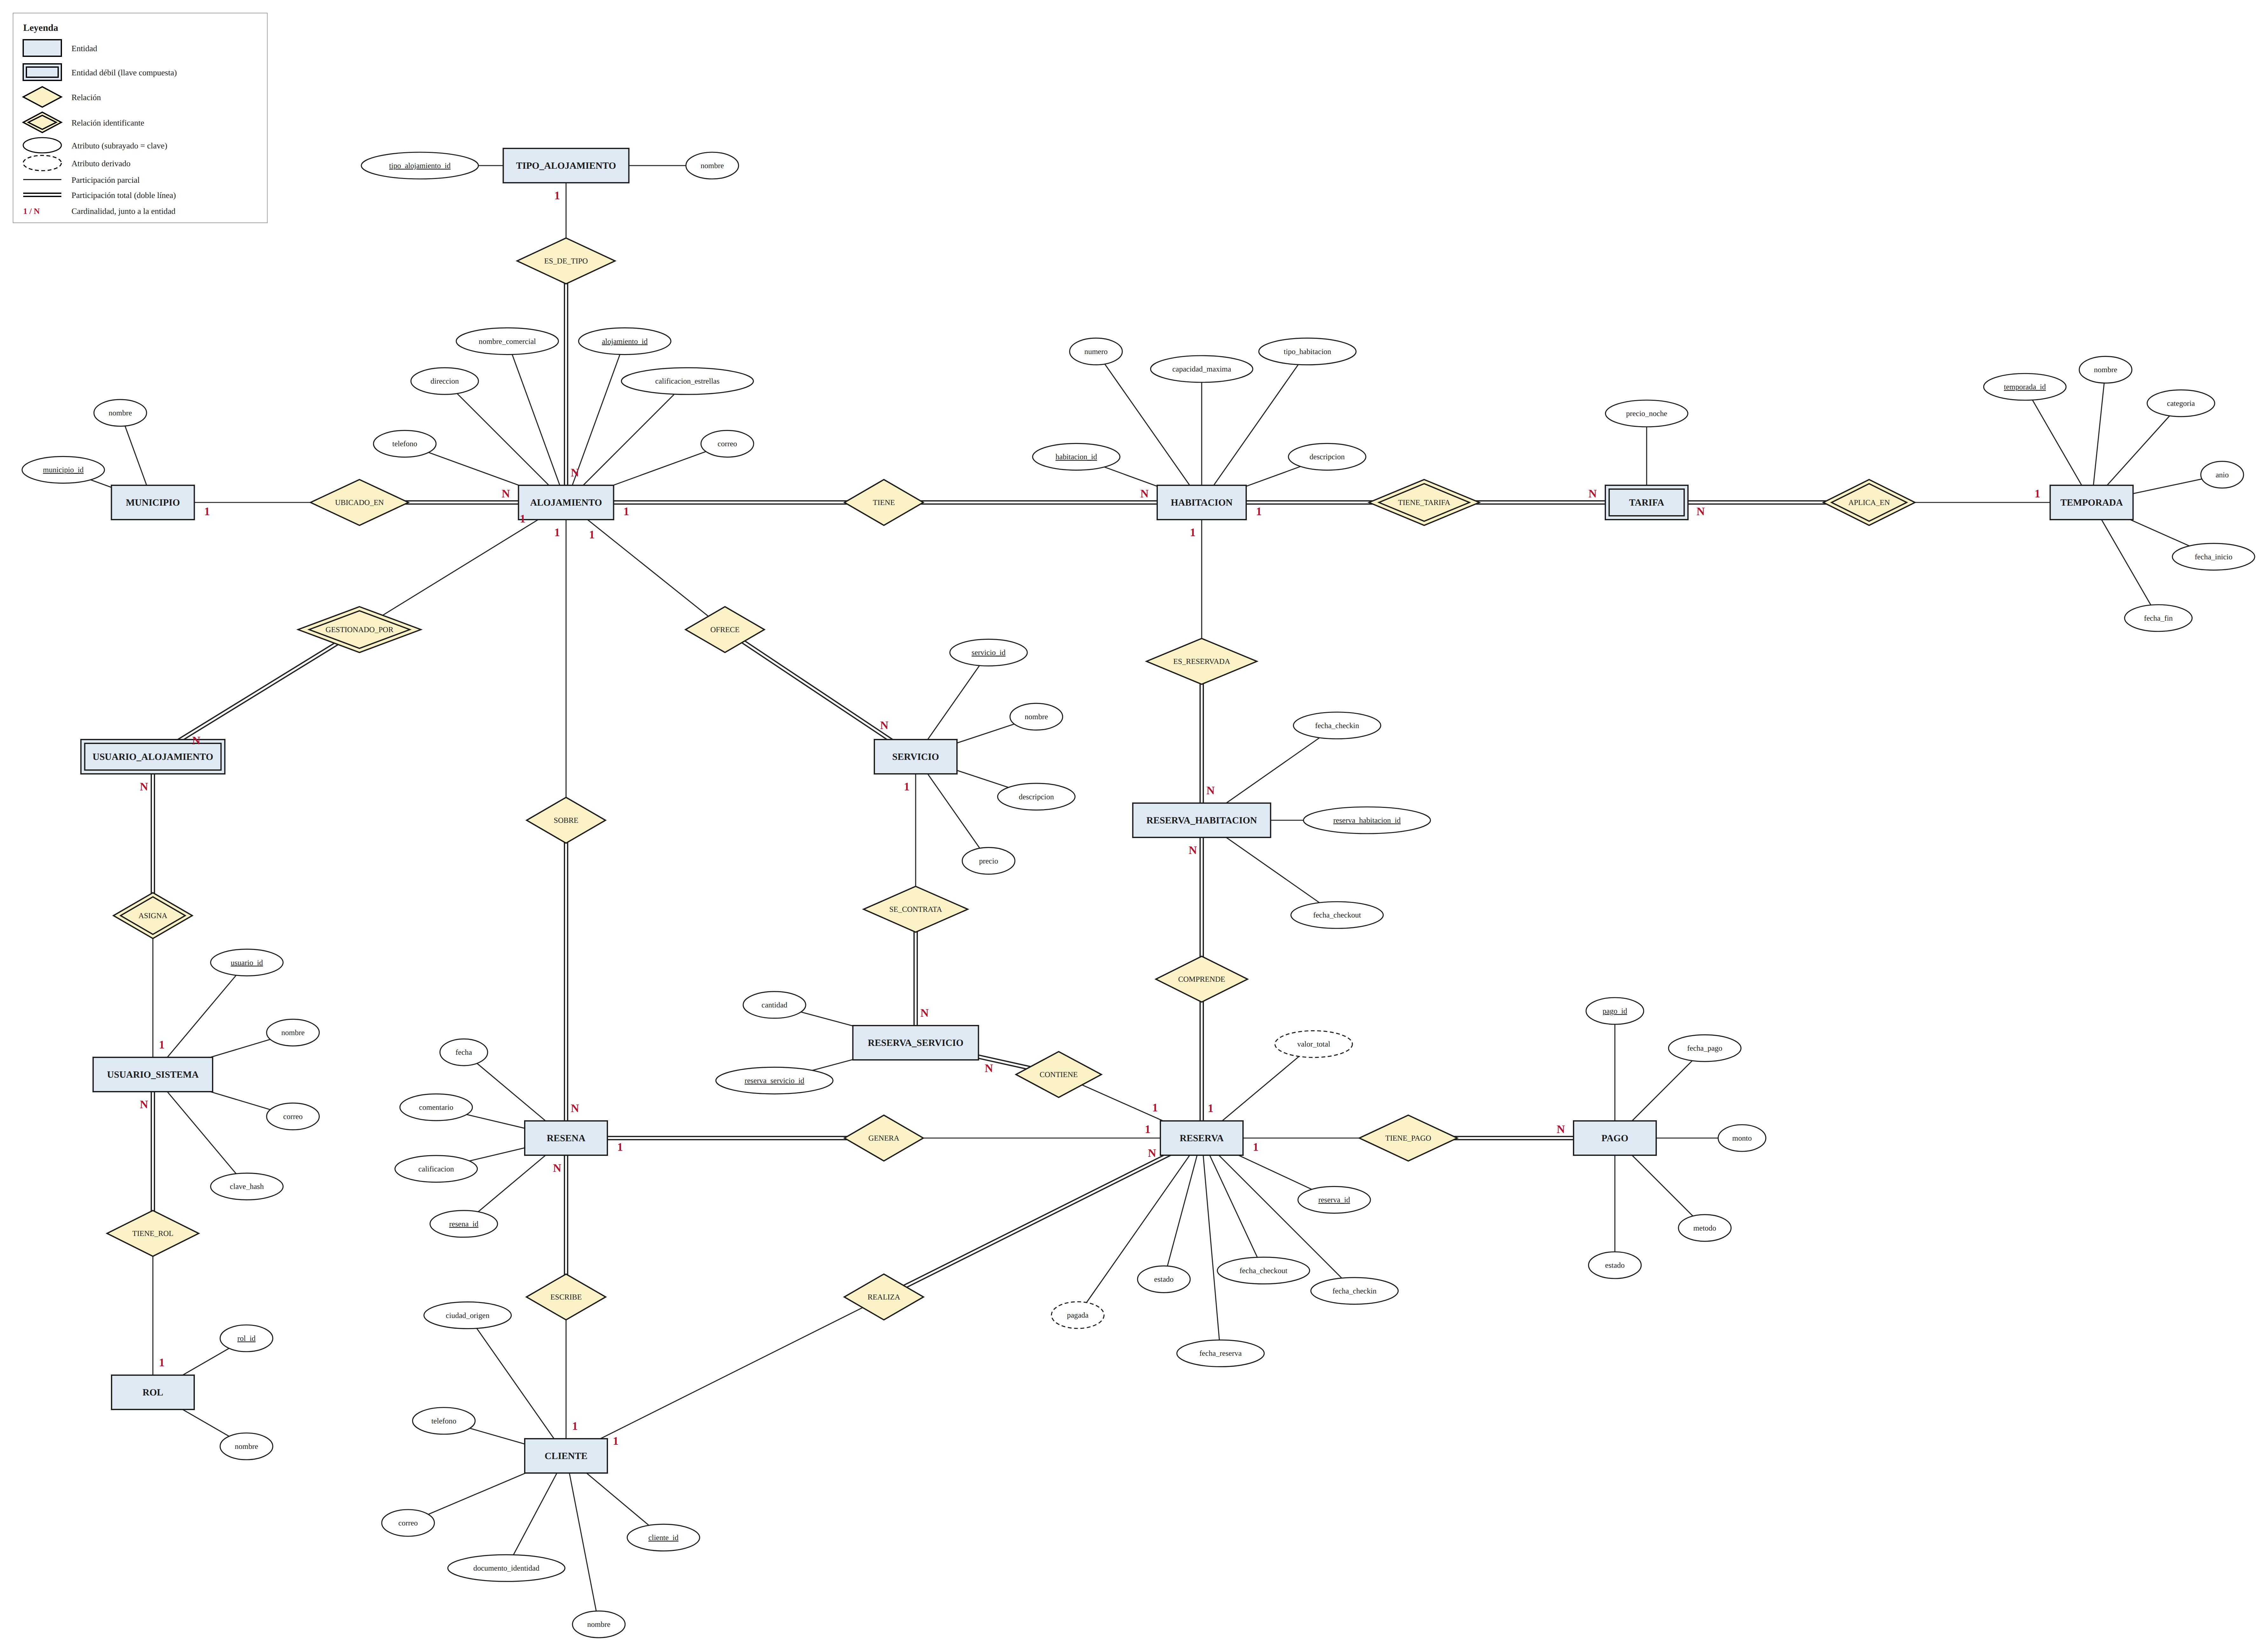 Leyenda
Entidad
Entidad débil (llave compuesta)
Relación
Relación identificante
Atributo (subrayado = clave)
Atributo derivado
Participación parcial
Participación total (doble línea)
1 / N Cardinalidad, junto a la entidad
tipo_alojamiento_id
TIPO_ALOJAMIENTO
nombre
1
ES_DE_TIPO
nombre_comercial
alojamiento_id
direccion
calificacion_estrellas
telefono
correo
N
nombre
municipio_id
MUNICIPIO
1
UBICADO_EN
N
ALOJAMIENTO
1
TIENE
N
HABITACION
1
TIENE_TARIFA
N
TARIFA
N
APLICA_EN
1
TEMPORADA
numero
capacidad_maxima
tipo_habitacion
habitacion_id
descripcion
precio_noche
temporada_id
nombre
categoria
anio
fecha_inicio
fecha_fin
1
1
1
1
GESTIONADO_POR
OFRECE
ES_RESERVADA
servicio_id
nombre
descripcion
precio
N
SERVICIO
1
N
USUARIO_ALOJAMIENTO
N
SOBRE
fecha_checkin
N
RESERVA_HABITACION
reserva_habitacion_id
N
fecha_checkout
SE_CONTRATA
ASIGNA
COMPRENDE
usuario_id
nombre
1
USUARIO_SISTEMA
N
correo
clave_hash
cantidad
N
RESERVA_SERVICIO
N
reserva_servicio_id
CONTIENE
valor_total
pago_id
fecha_pago
fecha
comentario
calificacion
resena_id
N
RESENA
1
N
GENERA
1
1
1
RESERVA
N
1
TIENE_PAGO
N
PAGO
monto
metodo
estado
reserva_id
fecha_checkout
fecha_checkin
estado
pagada
fecha_reserva
TIENE_ROL
ESCRIBE
REALIZA
1
ROL
rol_id
nombre
ciudad_origen
telefono
1
1
CLIENTE
correo
documento_identidad
cliente_id
nombre